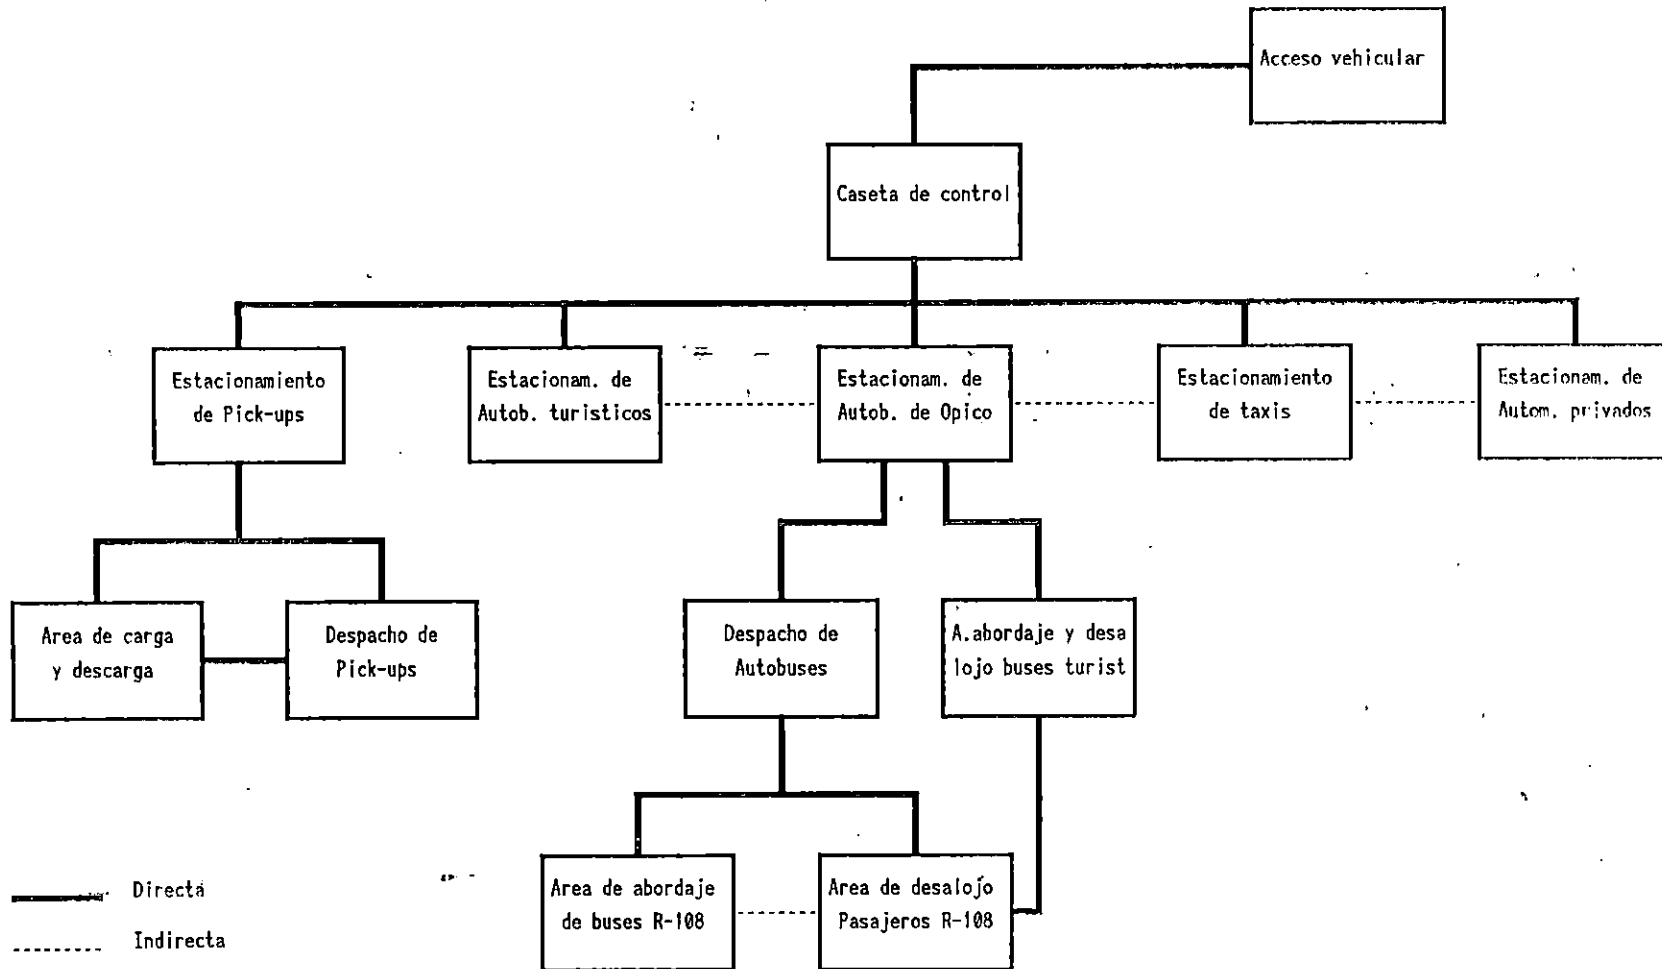 Acceso vehicular
Caseta de control
Estacionamiento
de Pick-ups
Estacionam. de
Autob. turisticos
Estacionam. de
Autob. de Opico
Estacionamiento
de taxis
Estacionam. de
Autom. privados
Area de carga
y descarga
Despacho de
Pick-ups
Despacho de
Autobuses
A.abordaje y desa
lojo buses turist
Area de abordaje
de buses R-108
Area de desalojo
Pasajeros R-108
Directa
Indirecta